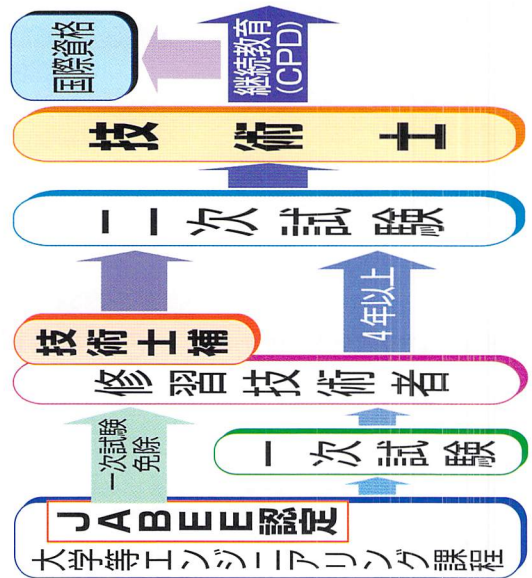 JABEE認定
大学等エンジニアリング課程
一次試験
免除
一次試験
技術士補
修習技術者
4年以上
二次試験
技術士
継続教育
(CPD)
国際資格